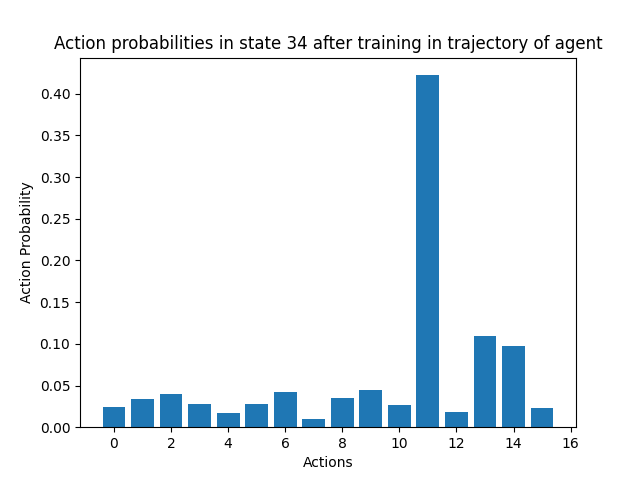 Action probabilities in state 34 after training in trajectory of agent
0.40
0.35
0.30
0.25
0.20
0.15
0.10
0.05
0.00
Action Probability
0 2 4 6 8 10 12 14 16
Actions